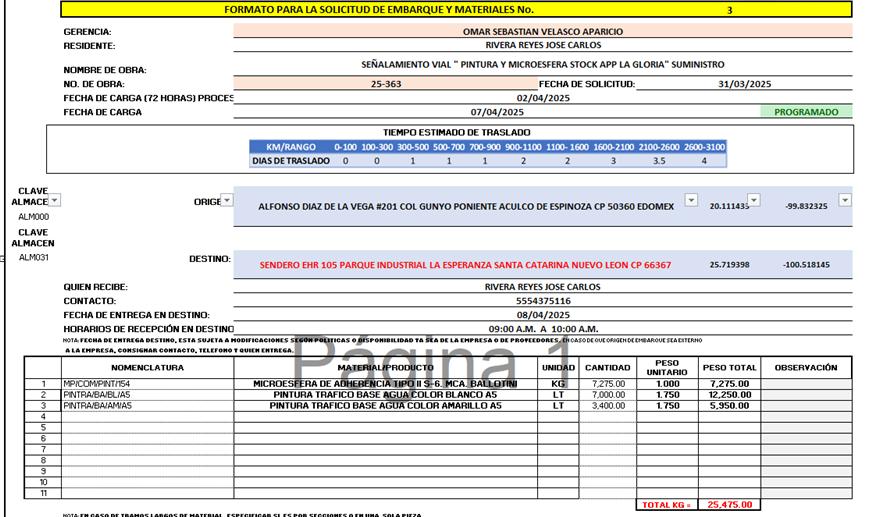 FORMATO PARA LA SOLICITUD DE EMBARQUE Y MATERIALES No. 3
GERENCIA: OMAR SEBASTIAN VELASCO APARICIO
RESIDENTE: RIVERA REYES JOSE CARLOS
NOMBRE DE OBRA: SEÑALAMIENTO VIAL " PINTURA Y MICROESFERA STOCK APP LA GLORIA" SUMINISTRO
NO. DE OBRA: 25-363 FECHA DE SOLICITUD: 31/03/2025
FECHA DE CARGA (72 HORAS) PROCES 02/04/2025
FECHA DE CARGA 07/04/2025 PROGRAMADO
TIEMPO ESTIMADO DE TRASLADO
KM/RANGO 0-100 100-300 300-500 500-700 700-900 900-1100 1100- 1600 1600-2100 2100-2600 2600-3100
DIAS DE TRASLADO 0 0 1 1 1 2 2 3 3.5 4
CLAVE ALMACE ORIGE ALFONSO DIAZ DE LA VEGA #201 COL GUNYO PONIENTE ACULCO DE ESPINOZA CP 50360 EDOMEX 20.111435 -99.832325
ALM000
CLAVE
ALMACEN
ALM031 DESTINO: SENDERO EHR 105 PARQUE INDUSTRIAL LA ESPERANZA SANTA CATARINA NUEVO LEON CP 66367 25.719398 -100.518145
QUIEN RECIBE: RIVERA REYES JOSE CARLOS
CONTACTO: 5554375116
FECHA DE ENTREGA EN DESTINO: 08/04/2025
HORARIOS DE RECEPCIÓN EN DESTINO 09:00 A.M. A 10:00 A.M.
NOTA: FECHA DE ENTREGA DESTINO, ESTA SUJETA A MODIFICACIONES SEGÚN POLITICAS O DISPONIBILIDAD YA SEA DE LA EMPRESA O DE PROVEEDORES. EN CASO DE QUE ORIGEN DE EMBARQUE SEA EXTERNO
A LA EMPRESA, CONSIGNAR CONTACTO, TELEFONO Y QUIEN ENTREGA.
Página 1
NOMENCLATURA MATERIAL/PRODUCTO UNIDAD CANTIDAD PESO UNITARIO PESO TOTAL OBSERVACIÓN
1 MP/COM/PINT/154 MICROESFERA DE ADHERENCIA TIPO II S-6. MCA. BALLOTINI KG 7,275.00 1.000 7,275.00
2 PINTRA/BA/BL/A5 PINTURA TRAFICO BASE AGUA COLOR BLANCO A5 LT 7,000.00 1.750 12,250.00
3 PINTRA/BA/AM/A5 PINTURA TRAFICO BASE AGUA COLOR AMARILLO A5 LT 3,400.00 1.750 5,950.00
4
5
6
7
8
9
10
11
TOTAL KG = 25,475.00
NOTA: EN CASO DE TRAMOS LARGOS DE MATERIAL, ESPECIFICAR SI ES POR SECCIONES O EN UNA SOLA PIEZA